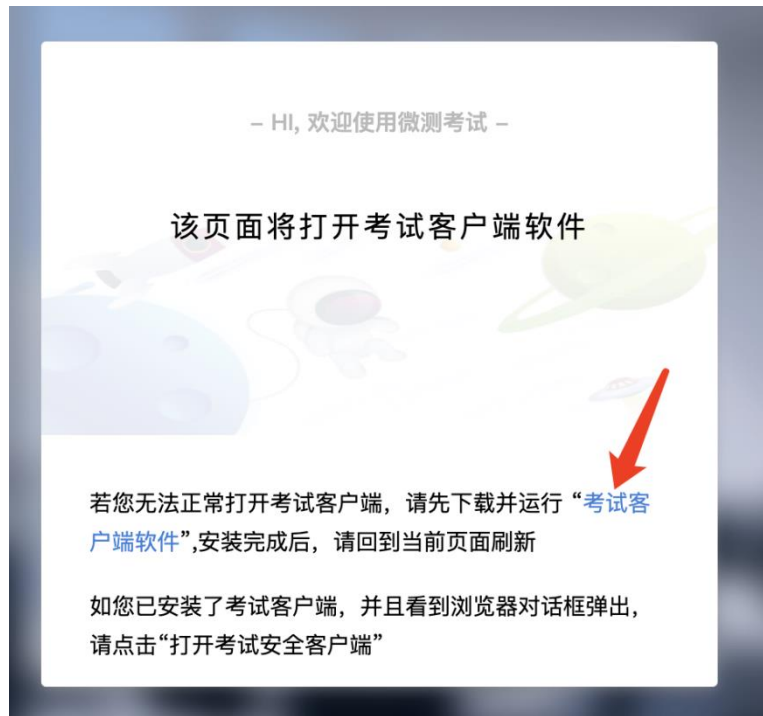 – HI, 欢迎使用微测考试 –
该页面将打开考试客户端软件
若您无法正常打开考试客户端，请先下载并运行 “考试客
户端软件”,安装完成后，请回到当前页面刷新
如您已安装了考试客户端，并且看到浏览器对话框弹出，
请点击“打开考试安全客户端”